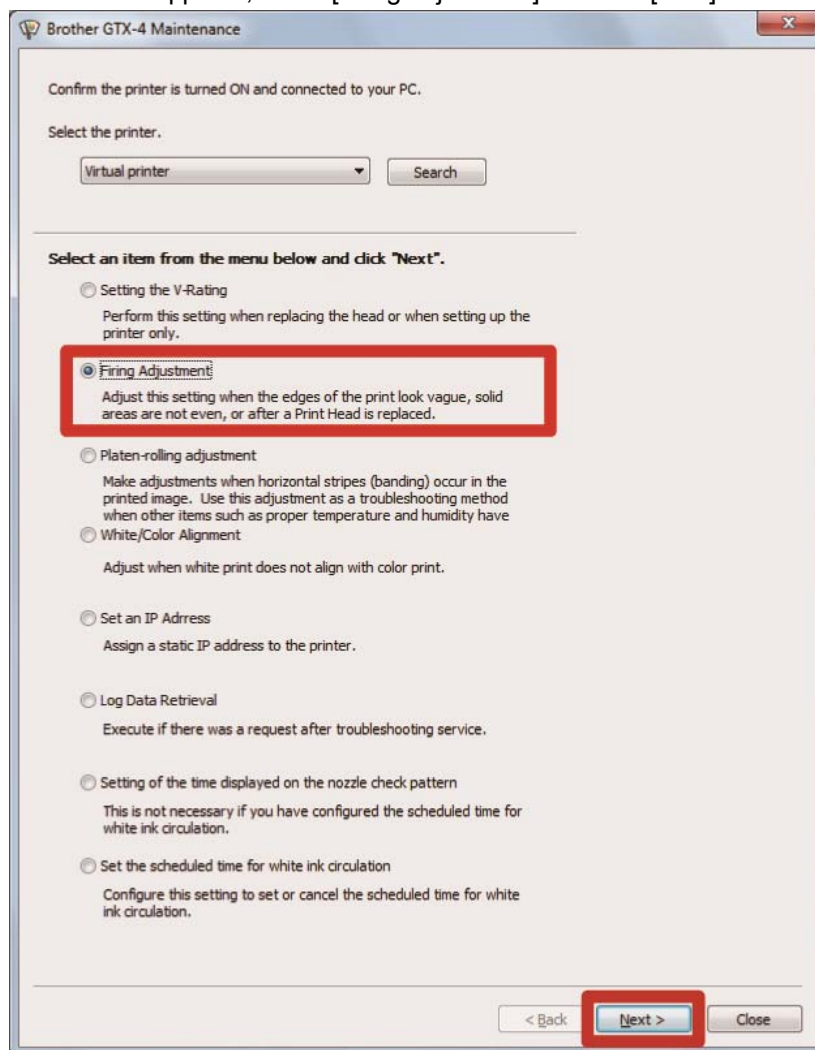 Brother GTX-4 Maintenance
Confirm the printer is turned ON and connected to your PC.
Select the printer.
Virtual printer
Search
Select an item from the menu below and click "Next".
Setting the V-Rating
Perform this setting when replacing the head or when setting up the
printer only.
Firing Adjustment
Adjust this setting when the edges of the print look vague, solid
areas are not even, or after a Print Head is replaced.
Platen-rolling adjustment
Make adjustments when horizontal stripes (banding) occur in the
printed image. Use this adjustment as a troubleshooting method
when other items such as proper temperature and humidity have
White/Color Alignment
Adjust when white print does not align with color print.
Set an IP Adrress
Assign a static IP address to the printer.
Log Data Retrieval
Execute if there was a request after troubleshooting service.
Setting of the time displayed on the nozzle check pattern
This is not necessary if you have configured the scheduled time for
white ink circulation.
Set the scheduled time for white ink circulation
Configure this setting to set or cancel the scheduled time for white
ink circulation.
< Back Next > Close